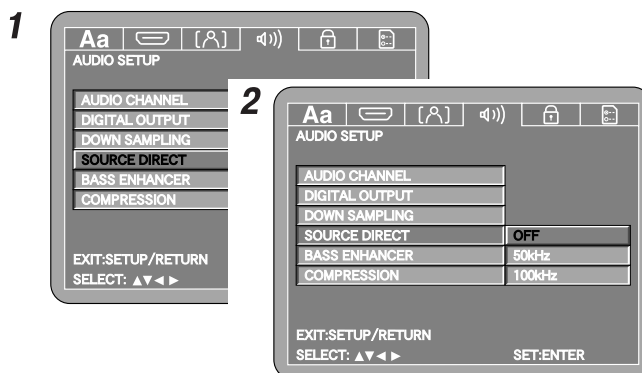 1
Aa
AUDIO SETUP
AUDIO CHANNEL
DIGITAL OUTPUT
DOWN SAMPLING
SOURCE DIRECT
BASS ENHANCER
COMPRESSION
EXIT:SETUP/RETURN
SELECT: ▲▼◀ ▶
2
Aa
AUDIO SETUP
AUDIO CHANNEL
DIGITAL OUTPUT
DOWN SAMPLING
SOURCE DIRECT OFF
BASS ENHANCER 50kHz
COMPRESSION 100kHz
EXIT:SETUP/RETURN
SELECT: ▲▼◀ ▶ SET:ENTER